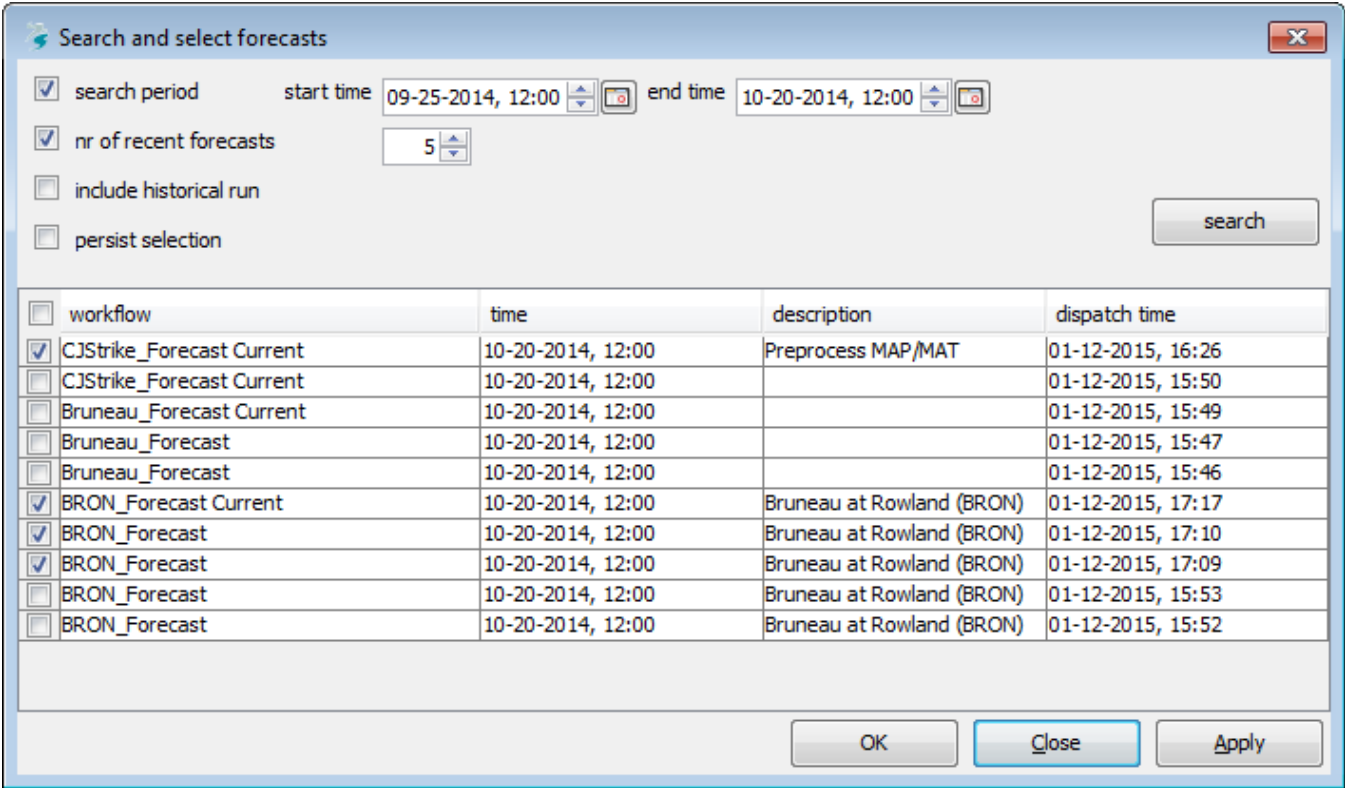 Search and select forecasts
search period start time 09-25-2014, 12:00 end time 10-20-2014, 12:00
nr of recent forecasts 5
include historical run
search
persist selection
workflow time description dispatch time
CJStrike_Forecast Current 10-20-2014, 12:00 Preprocess MAP/MAT 01-12-2015, 16:26
CJStrike_Forecast Current 10-20-2014, 12:00 01-12-2015, 15:50
Bruneau_Forecast Current 10-20-2014, 12:00 01-12-2015, 15:49
Bruneau_Forecast 10-20-2014, 12:00 01-12-2015, 15:47
Bruneau_Forecast 10-20-2014, 12:00 01-12-2015, 15:46
BRON_Forecast Current 10-20-2014, 12:00 Bruneau at Rowland (BRON) 01-12-2015, 17:17
BRON_Forecast 10-20-2014, 12:00 Bruneau at Rowland (BRON) 01-12-2015, 17:10
BRON_Forecast 10-20-2014, 12:00 Bruneau at Rowland (BRON) 01-12-2015, 17:09
BRON_Forecast 10-20-2014, 12:00 Bruneau at Rowland (BRON) 01-12-2015, 15:53
BRON_Forecast 10-20-2014, 12:00 Bruneau at Rowland (BRON) 01-12-2015, 15:52
OK Close Apply